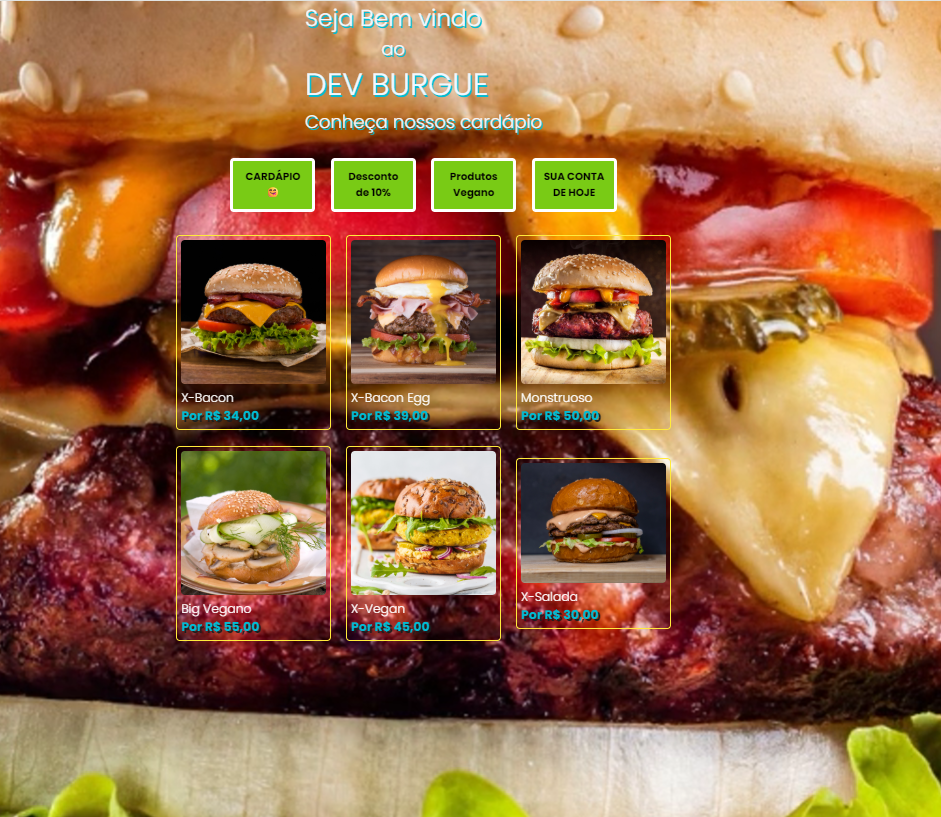 Seja Bem vindo
ao
DEV BURGUE
Conheça nossos cardápio
CARDÁPIO
😋
Desconto
de 10%
Produtos
Vegano
SUA CONTA
DE HOJE
X-Bacon
Por R$ 34,00
X-Bacon Egg
Por R$ 39,00
Monstruoso
Por R$ 50,00
Big Vegano
Por R$ 55,00
X-Vegan
Por R$ 45,00
X-Salada
Por R$ 30,00